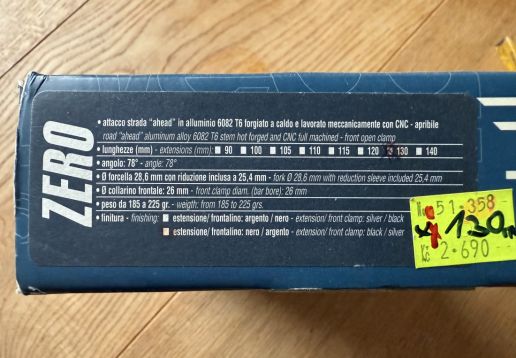 ZERO
• attacco strada "ahead" in alluminio 6082 T6 forgiato a caldo e lavorato meccanicamente con CNC - apribile
road "ahead" aluminum alloy 6082 T6 stem hot forged and CNC full machined - front open clamp
• lunghezze (mm) - extensions (mm): ■ 90 ■ 100 ■ 105 ■ 110 ■ 115 ■ 120 ■ 130 ■ 140
• angolo: 78° - angle: 78°
• Ø forcella 28,6 mm con riduzione inclusa a 25,4 mm - fork Ø 28,6 mm with reduction sleeve included 25,4 mm
• Ø collarino frontale: 26 mm - front clamp diam. (bar bore): 26 mm
• peso da 185 a 225 gr. - weigth: from 185 to 225 grs.
• finitura - finishing: ■ estensione/ frontalino: argento / nero - extension/ front clamp: silver / black
■ estensione/ frontalino: nero / argento - extension/ front clamp: black / silver
51-358
130
Kč 2·690